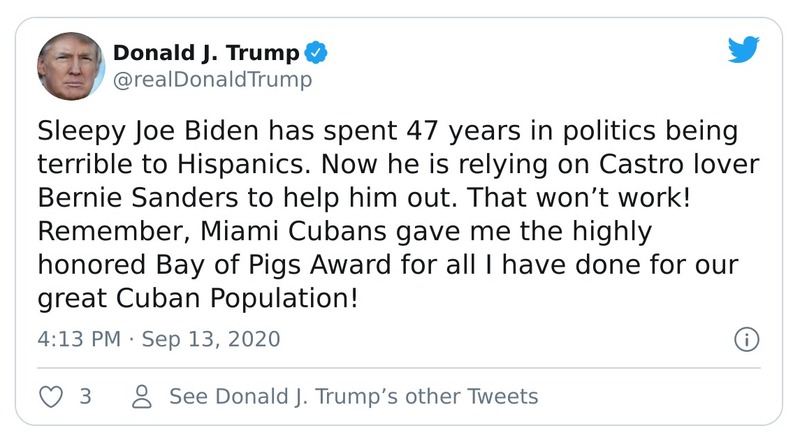 Donald J. Trump
@realDonaldTrump
Sleepy Joe Biden has spent 47 years in politics being
terrible to Hispanics. Now he is relying on Castro lover
Bernie Sanders to help him out. That won’t work!
Remember, Miami Cubans gave me the highly
honored Bay of Pigs Award for all I have done for our
great Cuban Population!
4:13 PM · Sep 13, 2020
3 See Donald J. Trump’s other Tweets